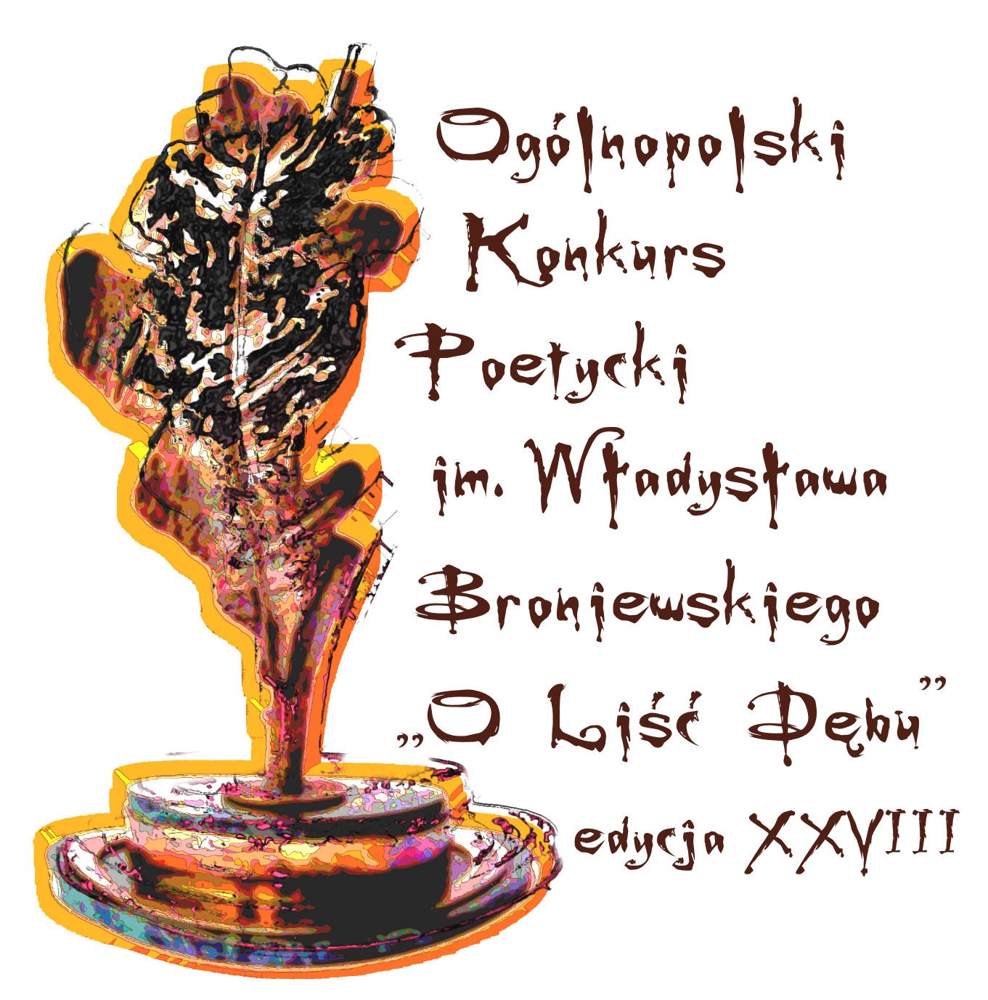 Ogólnopolski
Konkurs
Poetycki
im. Władysława
Broniewskiego
„O Liść Dębu”
edycja XXVIII